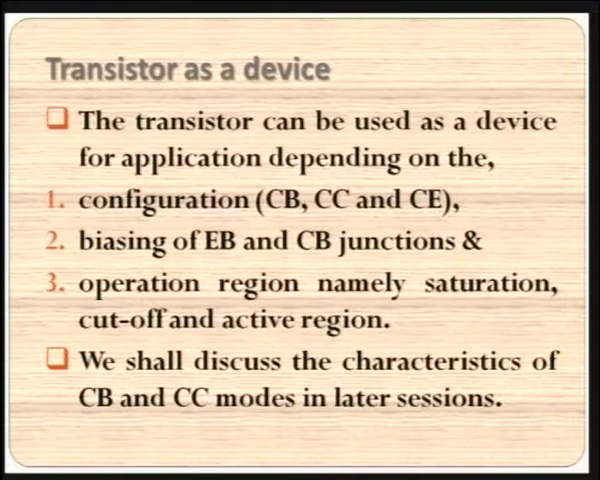 Transistor as a device
❑ The transistor can be used as a device
for application depending on the,
1. configuration (CB, CC and CE),
2. biasing of EB and CB junctions &
3. operation region namely saturation,
cut-off and active region.
❑ We shall discuss the characteristics of
CB and CC modes in later sessions.